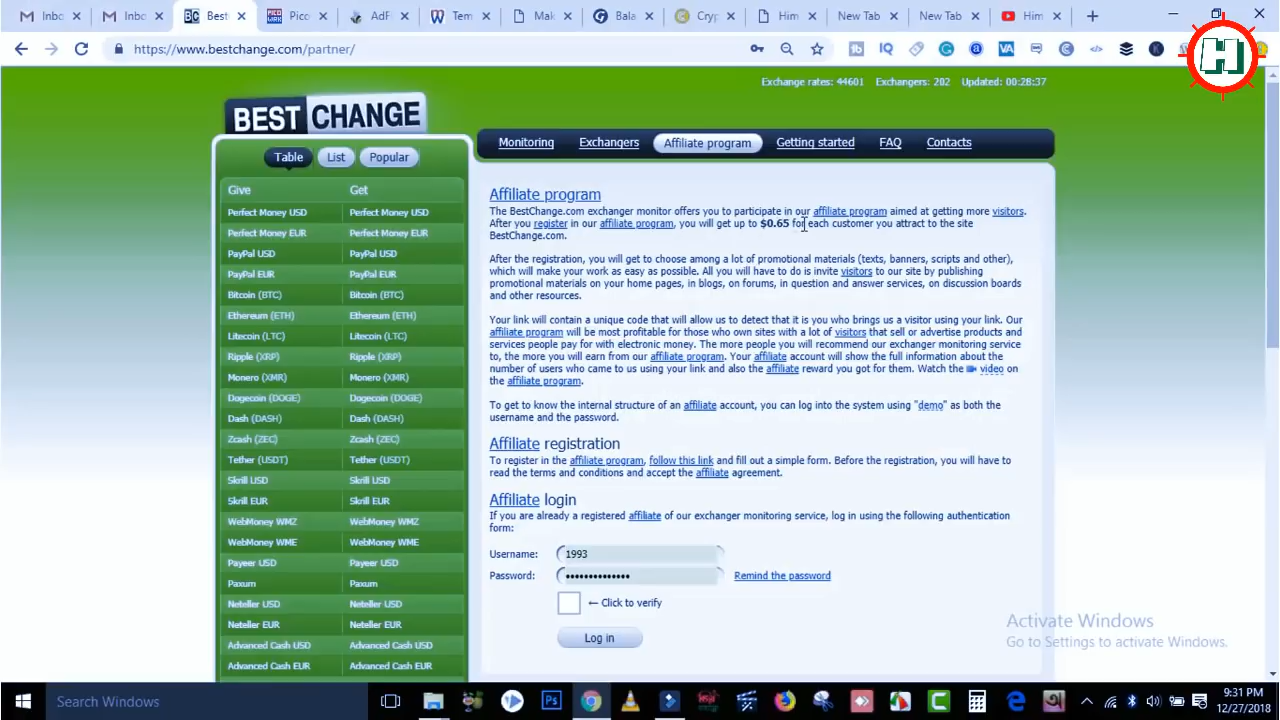 Inbo
Inbo
Best
Pico
AdF
Tem
Mak
Bala
Cryp
Him
New Tab
New Tab
Him
https://www.bestchange.com/partner/
Exchange rates: 44601 Exchangers: 202 Updated: 00:28:37
BEST CHANGE
Monitoring Exchangers Affiliate program Getting started FAQ Contacts
Table List Popular
Give Get
Perfect Money USD Perfect Money USD
Perfect Money EUR Perfect Money EUR
PayPal USD PayPal USD
PayPal EUR PayPal EUR
Bitcoin (BTC) Bitcoin (BTC)
Ethereum (ETH) Ethereum (ETH)
Litecoin (LTC) Litecoin (LTC)
Ripple (XRP) Ripple (XRP)
Monero (XMR) Monero (XMR)
Dogecoin (DOGE) Dogecoin (DOGE)
Dash (DASH) Dash (DASH)
Zcash (ZEC) Zcash (ZEC)
Tether (USDT) Tether (USDT)
Skrill USD Skrill USD
Skrill EUR Skrill EUR
WebMoney WMZ WebMoney WMZ
WebMoney WME WebMoney WME
Payeer USD Payeer USD
Paxum Paxum
Neteller USD Neteller USD
Neteller EUR Neteller EUR
Advanced Cash USD Advanced Cash USD
Advanced Cash EUR Advanced Cash EUR
Affiliate program
The BestChange.com exchanger monitor offers you to participate in our affiliate program aimed at getting more visitors.
After you register in our affiliate program, you will get up to $0.65 for each customer you attract to the site
BestChange.com.
After the registration, you will get to choose among a lot of promotional materials (texts, banners, scripts and other),
which will make your work as easy as possible. All you will have to do is invite visitors to our site by publishing
promotional materials on your home pages, in blogs, on forums, in question and answer services, on discussion boards
and other resources.
Your link will contain a unique code that will allow us to detect that it is you who brings us a visitor using your link. Our
affiliate program will be most profitable for those who own sites with a lot of visitors that sell or advertise products and
services people pay for with electronic money. The more people you will recommend our exchanger monitoring service
to, the more you will earn from our affiliate program. Your affiliate account will show the full information about the
number of users who came to us using your link and also the affiliate reward you got for them. Watch the video on
the affiliate program.
To get to know the internal structure of an affiliate account, you can log into the system using "demo" as both the
username and the password.
Affiliate registration
To register in the affiliate program, follow this link and fill out a simple form. Before the registration, you will have to
read the terms and conditions and accept the affiliate agreement.
Affiliate login
If you are already a registered affiliate of our exchanger monitoring service, log in using the following authentication
form:
Username: 1993
Password: •••••••••••••• Remind the password
← Click to verify
Log in
Activate Windows
Go to Settings to activate Windows.
Search Windows
9:31 PM
12/27/2018